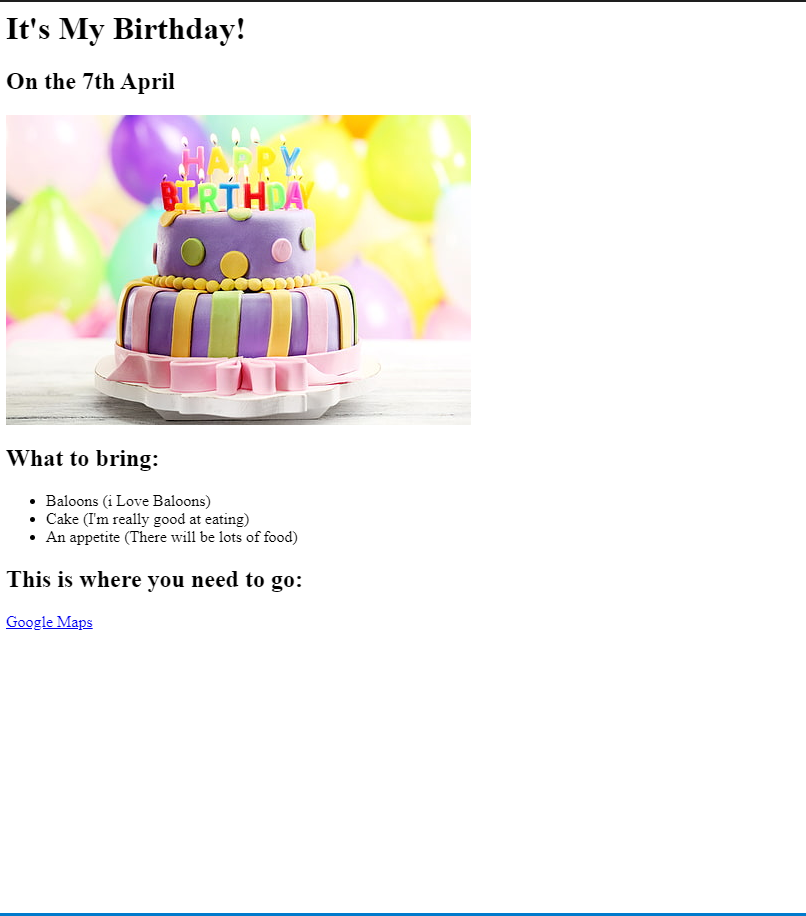 It's My Birthday!
On the 7th April
HAPPY
BIRTHDAY
What to bring:
Baloons (i Love Baloons)
Cake (I'm really good at eating)
An appetite (There will be lots of food)
This is where you need to go:
Google Maps